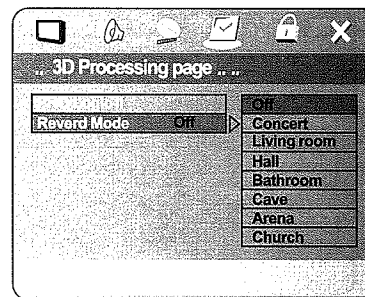 .. 3D Processing page .. ..
Reverd Mode Off
Off
Concert
Living room
Hall
Bathroom
Cave
Arena
Church